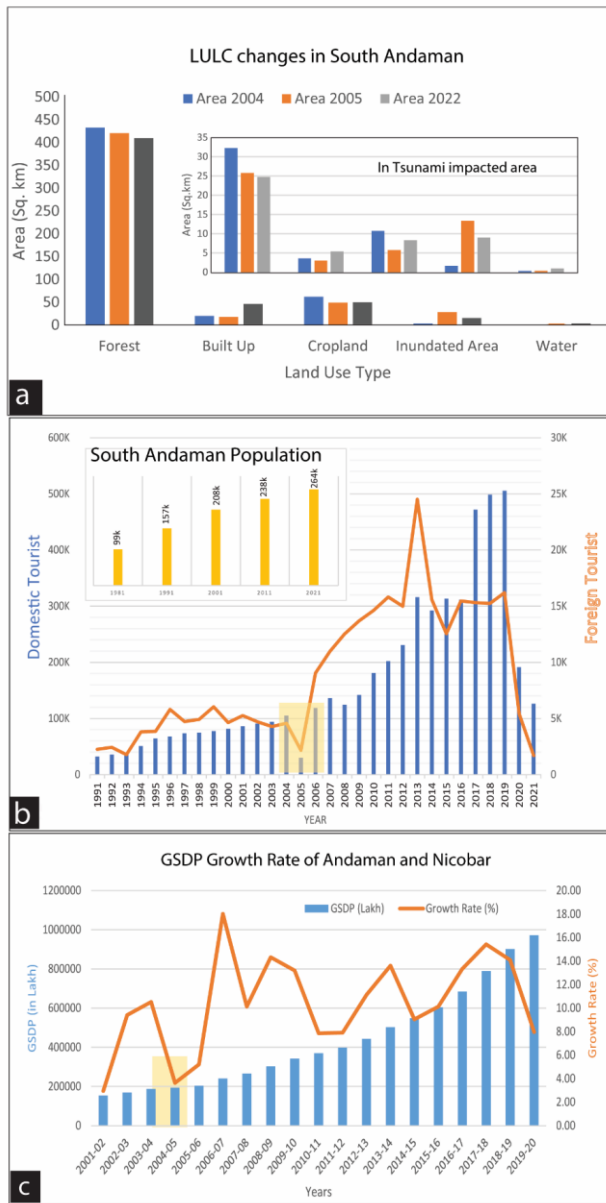 LULC changes in South Andaman
Area 2004 Area 2005 Area 2022
500
450
400
350
300
250
200
150
100
50
0
Area (Sq. km)
35
30
25
20
15
10
5
0
Area (Sq.km)
In Tsunami impacted area
Forest Built Up Cropland Inundated Area Water
Land Use Type
a
600K
500K
400K
300K
200K
100K
0
Domestic Tourist
South Andaman Population
99k 157k 208k 238k 264k
1981 1991 2001 2011 2021
30K
25K
20K
15K
10K
5K
0
Foreign Tourist
1991 1992 1993 1994 1995 1996 1997 1998 1999 2000 2001 2002 2003 2004 2005 2006 2007 2008 2009 2010 2011 2012 2013 2014 2015 2016 2017 2018 2019 2020 2021
YEAR
b
GSDP Growth Rate of Andaman and Nicobar
GSDP (Lakh) Growth Rate (%)
1200000
1000000
800000
600000
400000
200000
0
GSDP (in Lakh)
20.00
18.00
16.00
14.00
12.00
10.00
8.00
6.00
4.00
2.00
0.00
Growth Rate (%)
2001-02 2002-03 2003-04 2004-05 2005-06 2006-07 2007-08 2008-09 2009-10 2010-11 2011-12 2012-13 2013-14 2014-15 2015-16 2016-17 2017-18 2018-19 2019-20
Years
c